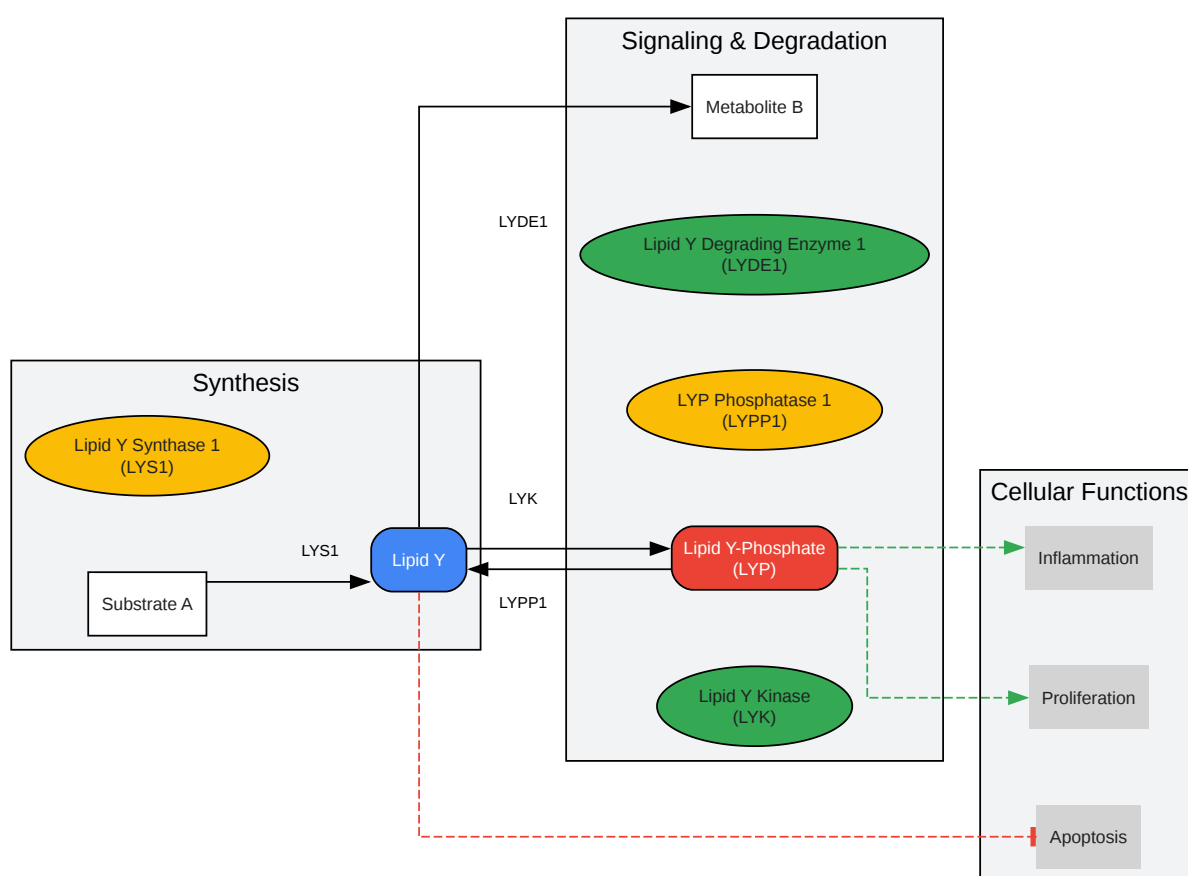 Signaling & Degradation
Metabolite B
LYDE1
Lipid Y Degrading Enzyme 1
(LYDE1)
Synthesis
LYP Phosphatase 1
(LYPP1)
Lipid Y Synthase 1
(LYS1)
Cellular Functions
LYK
LYS1
Lipid Y
Lipid Y-Phosphate
(LYP)
Inflammation
Substrate A
LYPP1
Lipid Y Kinase
(LYK)
Proliferation
Apoptosis